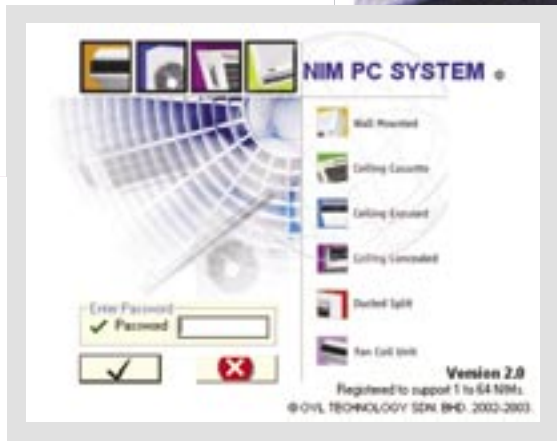 NIM PC SYSTEM
Wall Mounted
Ceiling Cassette
Ceiling Exposed
Ceiling Concealed
Ducted Split
Fan Coil Unit
Enter Password
Password
Version 2.0
Registered to support 1 to 64 NIMs.
© OYL TECHNOLOGY SDN. BHD. 2002-2003.